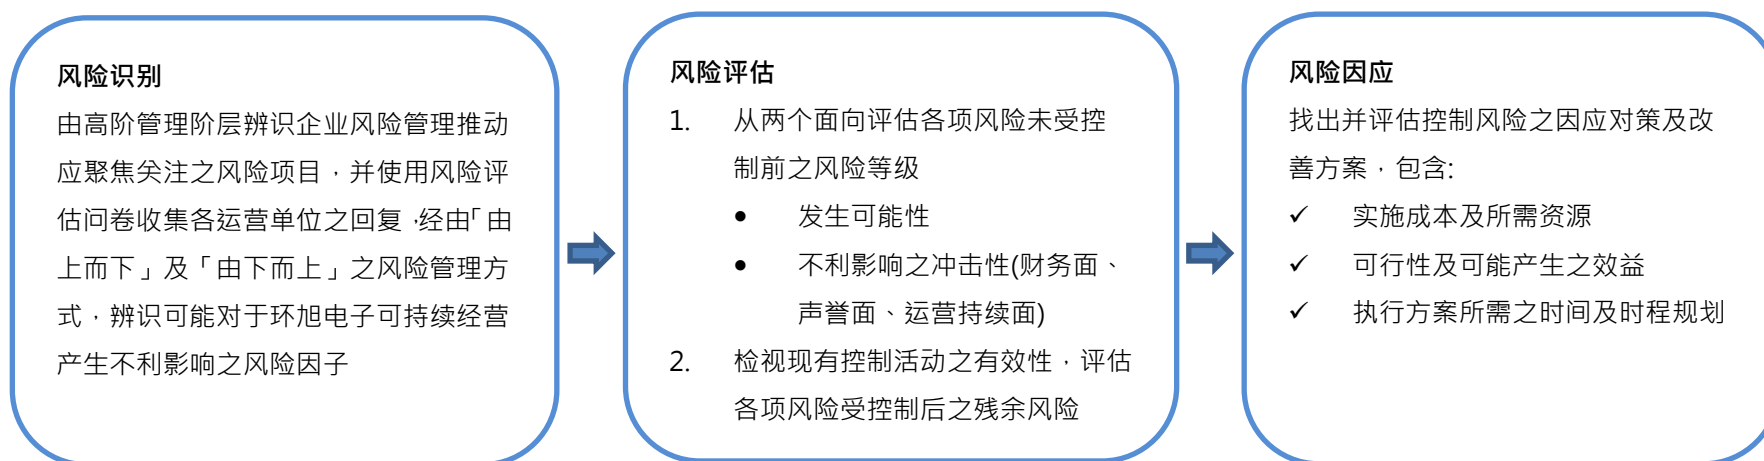 风险识别
由高阶管理阶层辨识企业风险管理推动
应聚焦关注之风险项目，并使用风险评
估问卷收集各运营单位之回复，经由「由
上而下」及「由下而上」之风险管理方
式，辨识可能对于环旭电子可持续经营
产生不利影响之风险因子
风险评估
1. 从两个面向评估各项风险未受控
制前之风险等级
• 发生可能性
• 不利影响之冲击性(财务面、
声誉面、运营持续面)
2. 检视现有控制活动之有效性，评估
各项风险受控制后之残余风险
风险因应
找出并评估控制风险之因应对策及改
善方案，包含:
✓ 实施成本及所需资源
✓ 可行性及可能产生之效益
✓ 执行方案所需之时间及时程规划